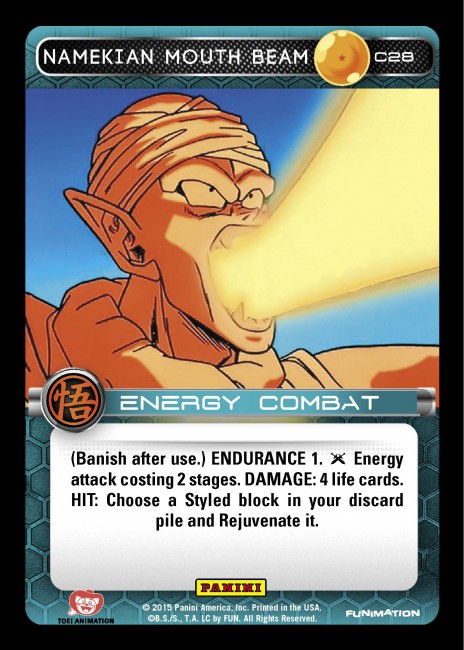 NAMEKIAN MOUTH BEAM C28
悟 ENERGY COMBAT
(Banish after use.) ENDURANCE 1. Energy
attack costing 2 stages. DAMAGE: 4 life cards.
HIT: Choose a Styled block in your discard
pile and Rejuvenate it.
PANINI
TOEI ANIMATION
© 2015 Panini America, Inc. Printed in the USA.
©B.S./S., T.A. LC by FUN. All Rights Reserved.
FUNIMATION